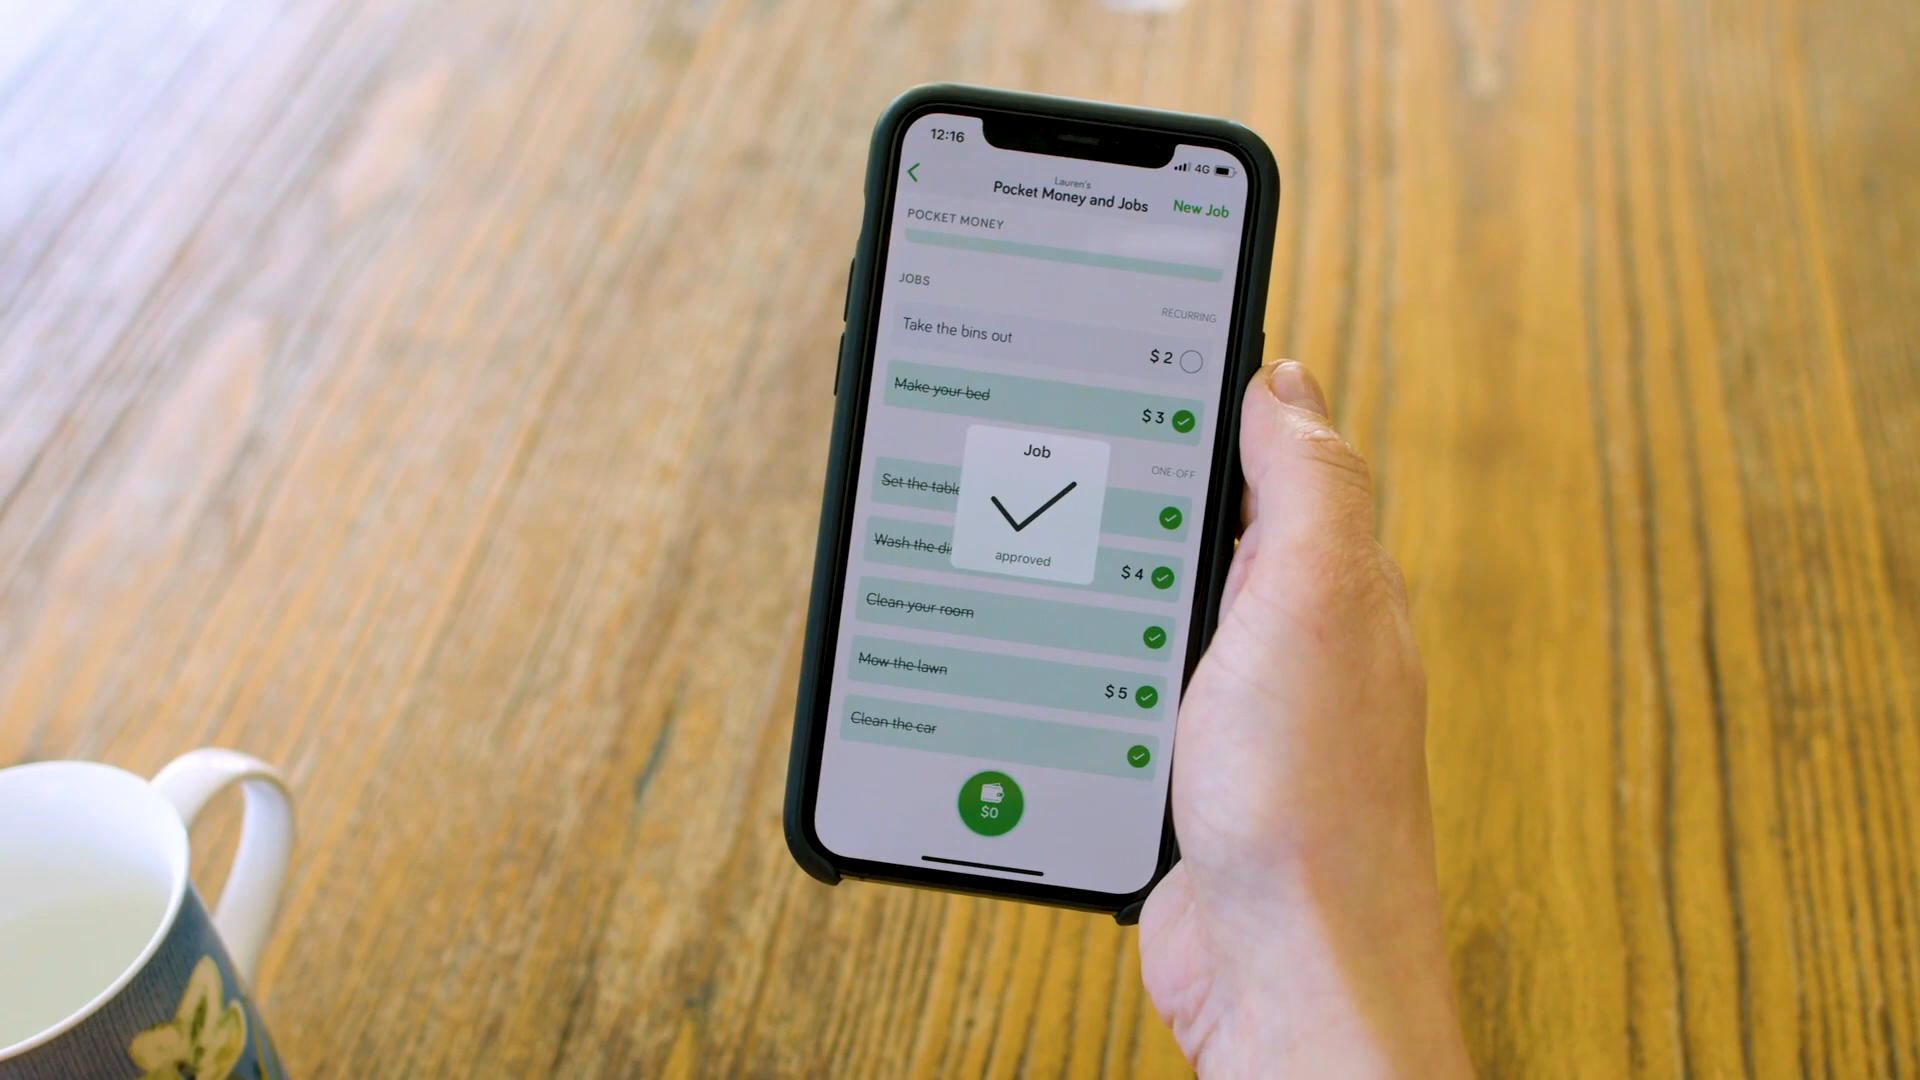 12:16
4G
Lauren's
Pocket Money and Jobs
New Job
POCKET MONEY
JOBS
RECURRING
Take the bins out
$ 2
Make your bed
$ 3
ONE-OFF
Set the table
Wash the di
$ 4
Job
approved
Clean your room
Mow the lawn
$ 5
Clean the car
$0